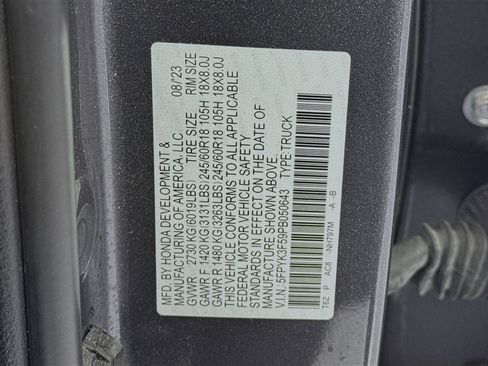 MFD. BY HONDA DEVELOPMENT &
MANUFACTURING OF AMERICA, LLC 08/23
GVWR 2730 KG(6019LBS) TIRE SIZE RIM SIZE
GAWR F 1420 KG(3131LBS) 245/60R18 105H 18X8.0J
GAWR R 1480 KG(3263LBS) 245/60R18 105H 18X8.0J
THIS VEHICLE CONFORMS TO ALL APPLICABLE
FEDERAL MOTOR VEHICLE SAFETY
STANDARDS IN EFFECT ON THE DATE OF
MANUFACTURE SHOWN ABOVE.
V.I.N.: 5FPYK3F59PB050643 TYPE:TRUCK
T6Z P AC8 -NH797M -A -B